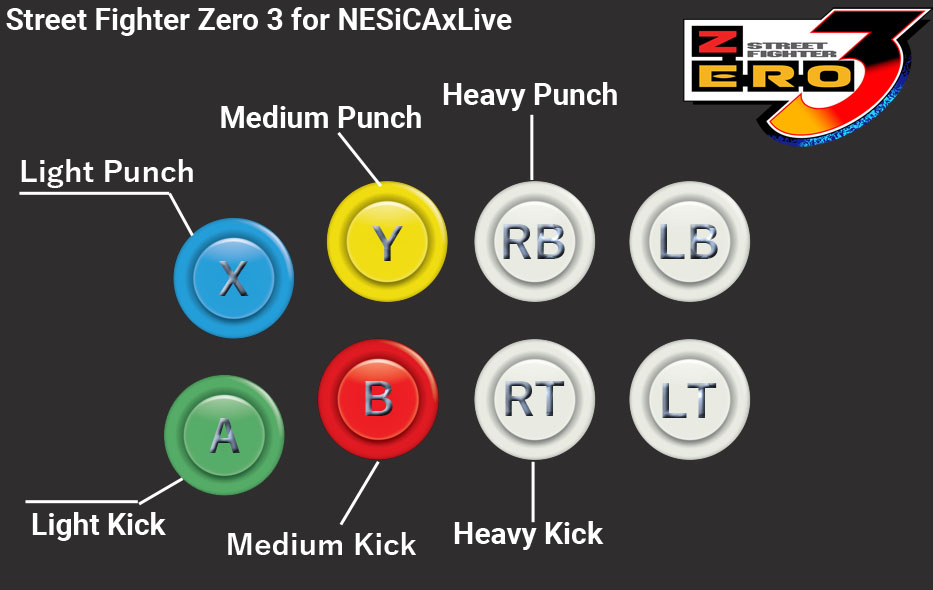 Street Fighter Zero 3 for NESiCAxLive
Z
STREET
FIGHTER
ERO
3
Heavy Punch
Medium Punch
Light Punch
X
Y
RB
LB
A
B
RT
LT
Light Kick
Medium Kick
Heavy Kick